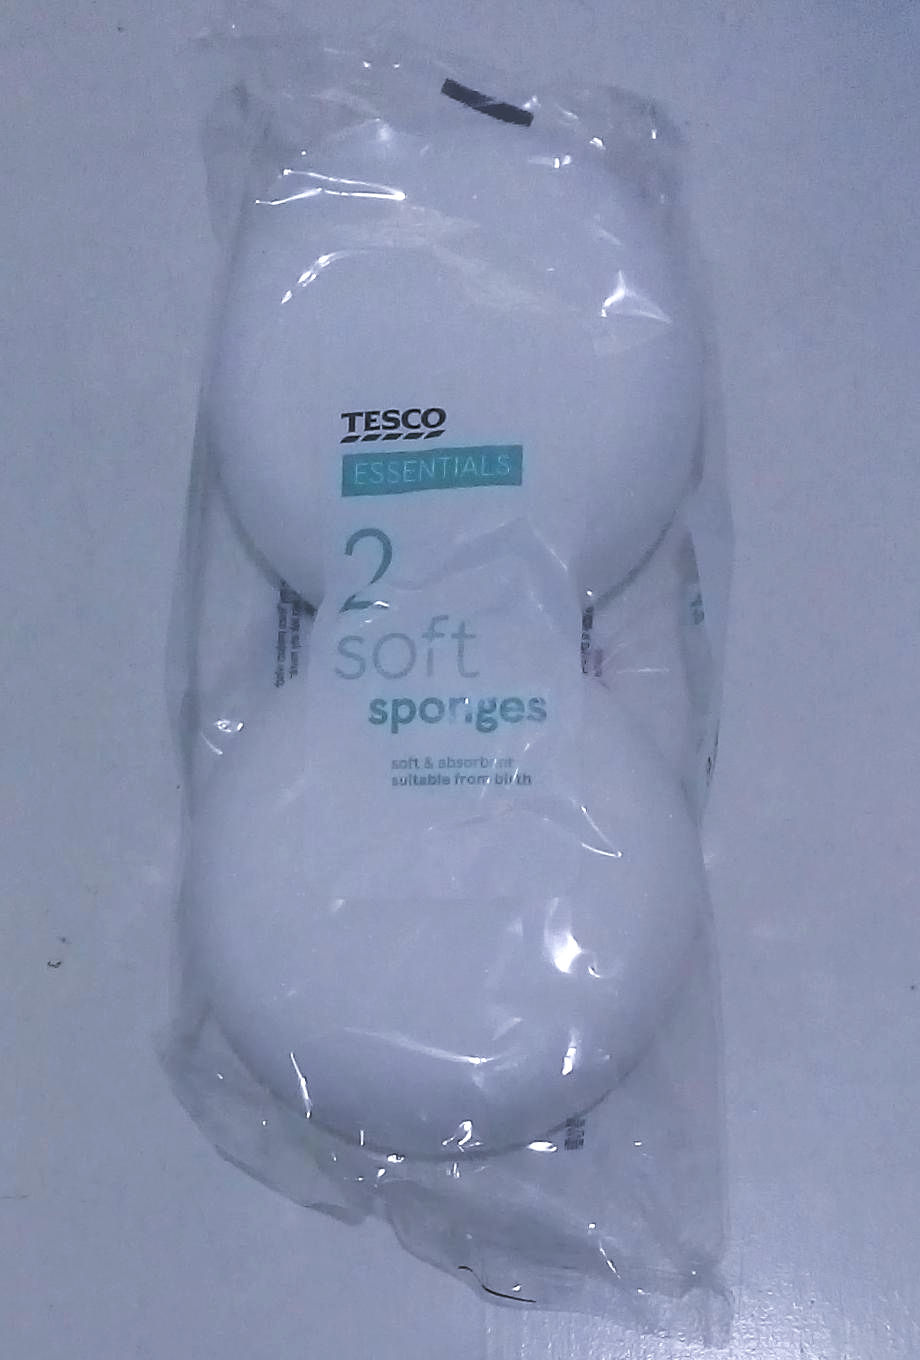 TESCO
ESSENTIALS
2
soft
sponges
soft & absorbent
suitable from birth